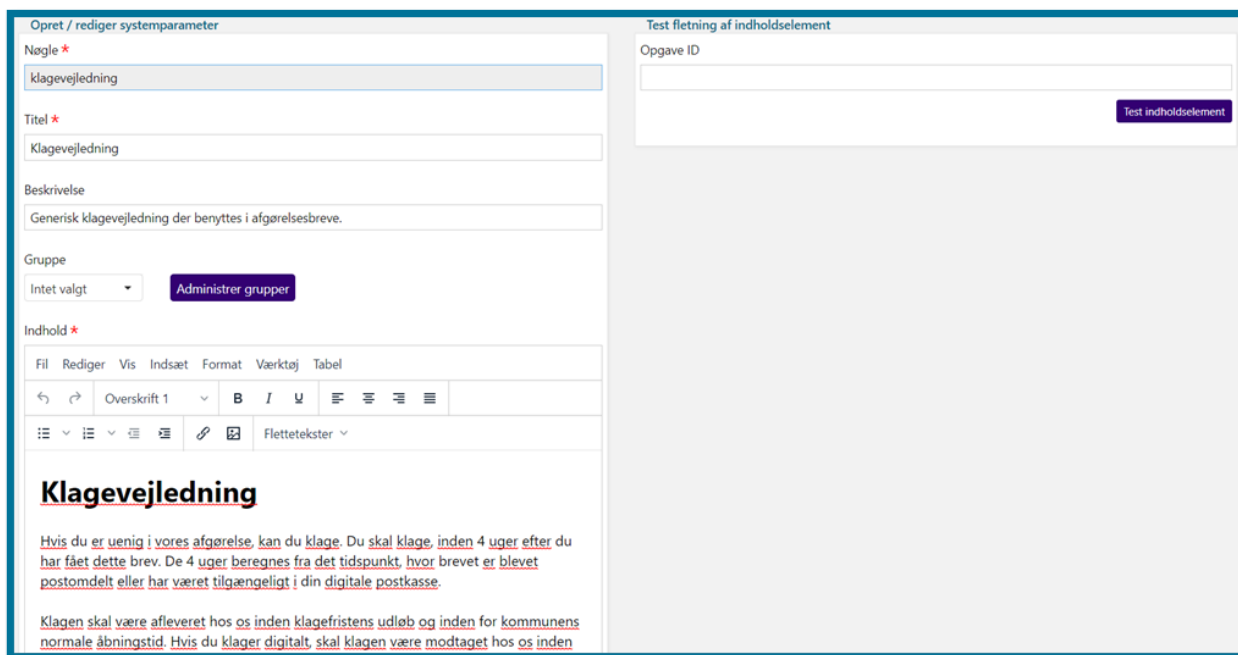 Opret / rediger systemparameter
Nøgle *
klagevejledning
Titel *
Klagevejledning
Beskrivelse
Generisk klagevejledning der benyttes i afgørelsesbreve.
Gruppe
Intet valgt
Administrer grupper
Indhold *
Fil Rediger Vis Indsæt Format Værktøj Tabel
Overskrift 1 B I U
Flettetekster
Klagevejledning
Hvis du er uenig i vores afgørelse, kan du klage. Du skal klage, inden 4 uger efter du
har fået dette brev. De 4 uger beregnes fra det tidspunkt, hvor brevet er blevet
postomdelt eller har været tilgængeligt i din digitale postkasse.
Klagen skal være afleveret hos os inden klagefristens udløb og inden for kommunens
normale åbningstid. Hvis du klager digitalt, skal klagen være modtaget hos os inden
Test fletning af indholdselement
Opgave ID
Test indholdselement